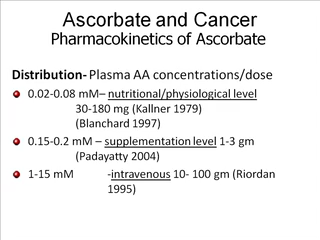 Ascorbate and Cancer
Pharmacokinetics of Ascorbate
Distribution- Plasma AA concentrations/dose
0.02-0.08 mM– nutritional/physiological level
30-180 mg (Kallner 1979)
(Blanchard 1997)
0.15-0.2 mM – supplementation level 1-3 gm
(Padayatty 2004)
1-15 mM -intravenous 10- 100 gm (Riordan
1995)